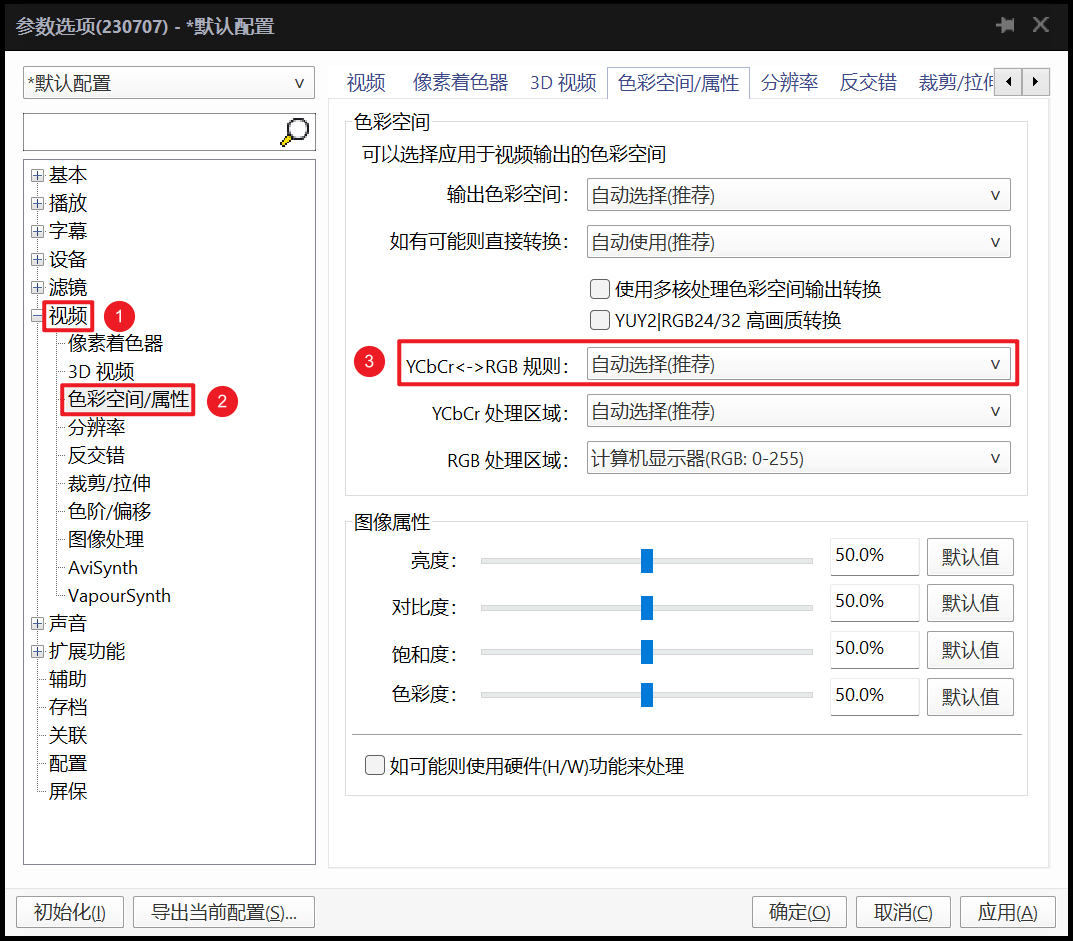 参数选项(230707) - *默认配置
*默认配置
视频 像素着色器 3D 视频 色彩空间/属性 分辨率 反交错 裁剪/拉伸
基本
播放
字幕
设备
滤镜
视频 1
像素着色器
3D 视频
色彩空间/属性 2
分辨率
反交错
裁剪/拉伸
色阶/偏移
图像处理
AviSynth
VapourSynth
声音
扩展功能
辅助
存档
关联
配置
屏保
色彩空间
可以选择应用于视频输出的色彩空间
输出色彩空间: 自动选择(推荐)
如有可能则直接转换: 自动使用(推荐)
使用多核处理色彩空间输出转换
YUY2|RGB24/32 高画质转换
3 YCbCr<->RGB 规则: 自动选择(推荐)
YCbCr 处理区域: 自动选择(推荐)
RGB 处理区域: 计算机显示器(RGB: 0-255)
图像属性
亮度: 50.0% 默认值
对比度: 50.0% 默认值
饱和度: 50.0% 默认值
色彩度: 50.0% 默认值
如可能则使用硬件(H/W)功能来处理
初始化(I) 导出当前配置(S)... 确定(O) 取消(C) 应用(A)